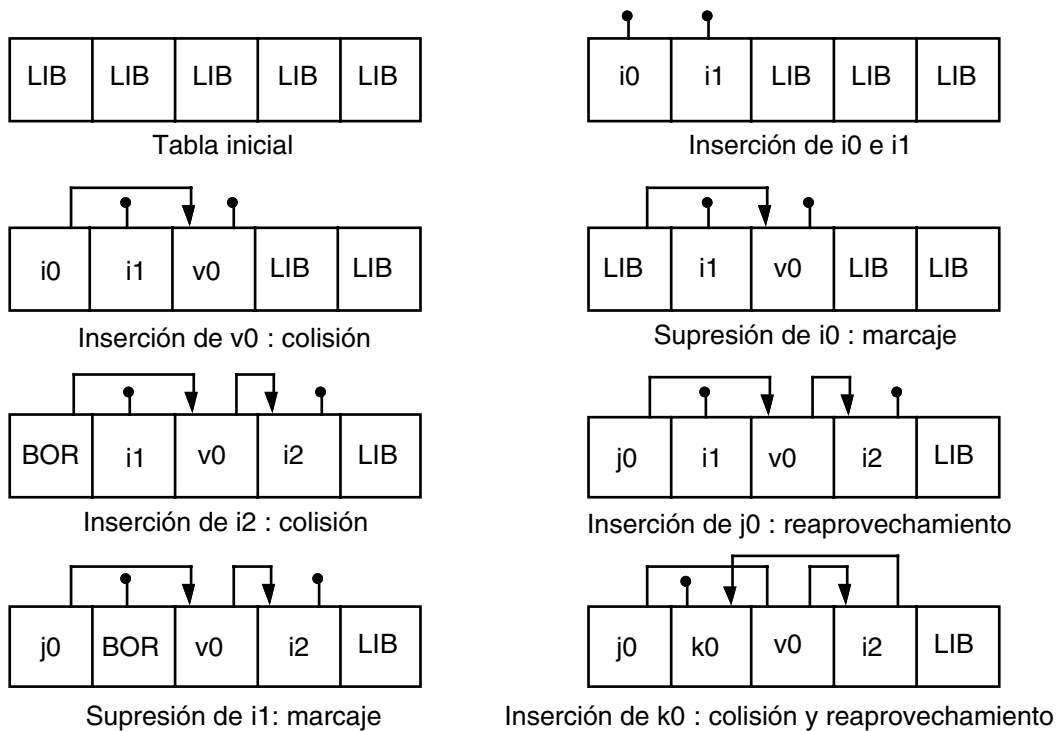 LIB LIB LIB LIB LIB
Tabla inicial
i0 i1 LIB LIB LIB
Inserción de i0 e i1
i0 i1 v0 LIB LIB
Inserción de v0 : colisión
LIB i1 v0 LIB LIB
Supresión de i0 : marcaje
BOR i1 v0 i2 LIB
Inserción de i2 : colisión
j0 i1 v0 i2 LIB
Inserción de j0 : reaprovechamiento
j0 BOR v0 i2 LIB
Supresión de i1: marcaje
j0 k0 v0 i2 LIB
Inserción de k0 : colisión y reaprovechamiento